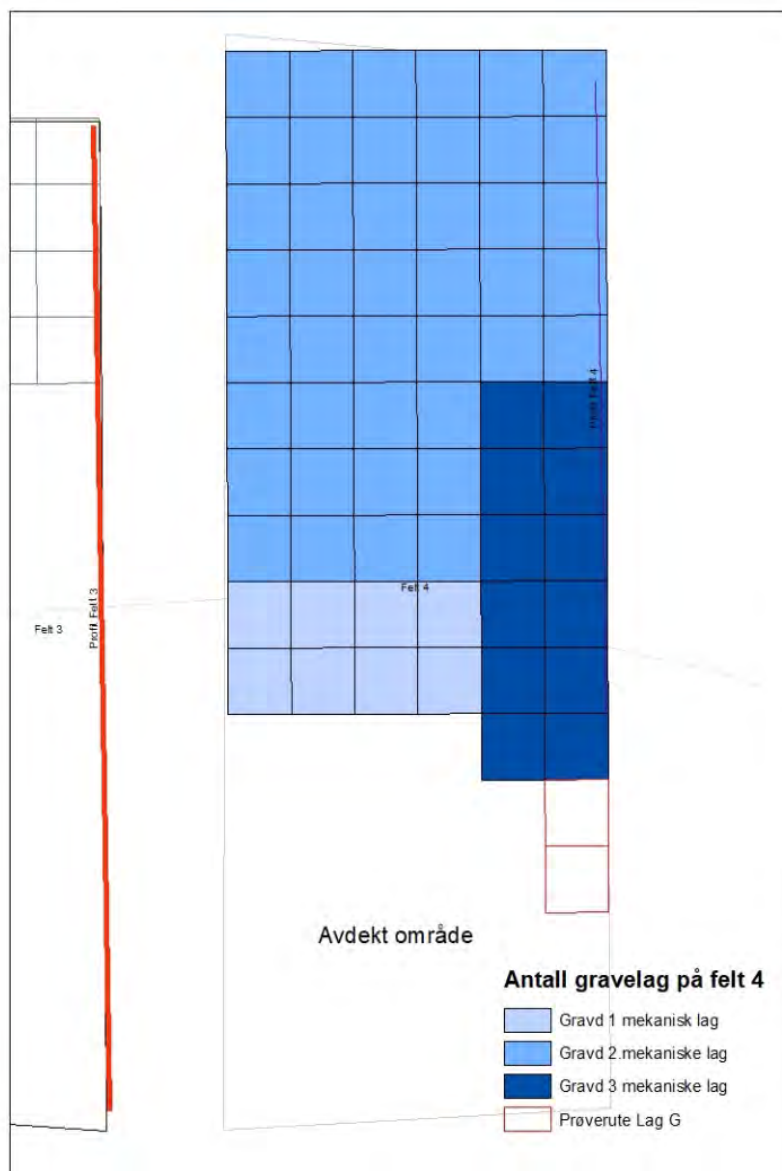 Profil Felt 4
Felt 4
Profil Felt 3
Felt 3
Avdekt område
Antall gravelag på felt 4
Gravd 1 mekanisk lag
Gravd 2.mekaniske lag
Gravd 3 mekaniske lag
Prøverute Lag G